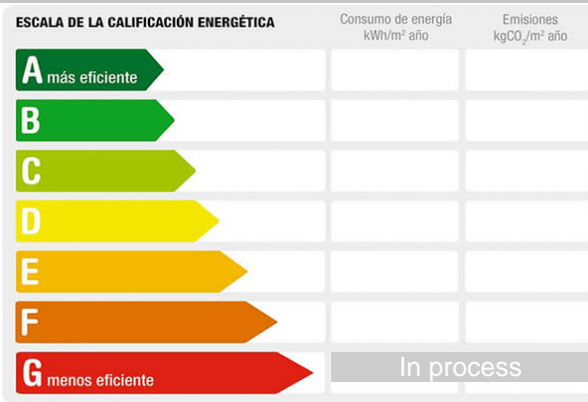 ESCALA DE LA CALIFICACIÓN ENERGÉTICA
Consumo de energía
kWh/m² año
Emisiones
kgCO₂/m² año
A más eficiente
B
C
D
E
F
G menos eficiente
In process